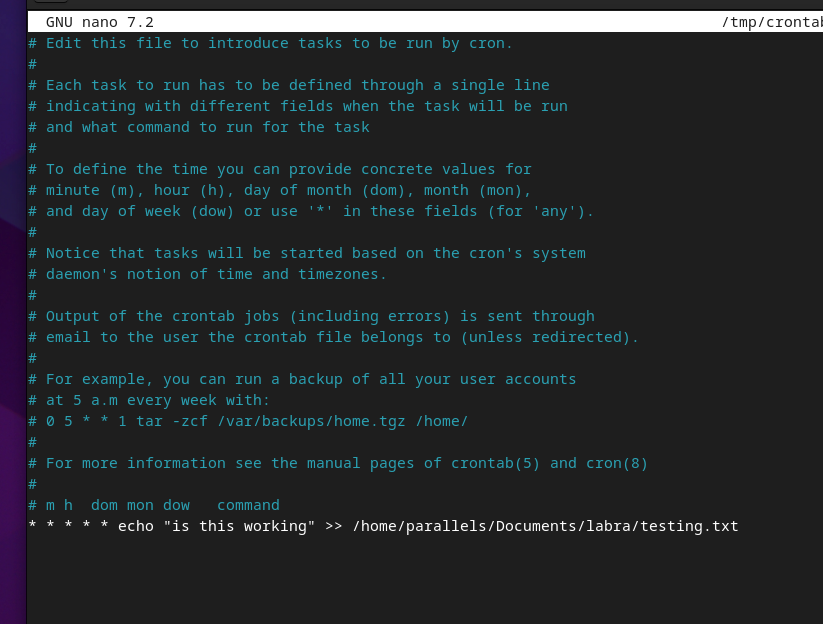 GNU nano 7.2 /tmp/crontab
# Edit this file to introduce tasks to be run by cron.
#
# Each task to run has to be defined through a single line
# indicating with different fields when the task will be run
# and what command to run for the task
#
# To define the time you can provide concrete values for
# minute (m), hour (h), day of month (dom), month (mon),
# and day of week (dow) or use '*' in these fields (for 'any').
#
# Notice that tasks will be started based on the cron's system
# daemon's notion of time and timezones.
#
# Output of the crontab jobs (including errors) is sent through
# email to the user the crontab file belongs to (unless redirected).
#
# For example, you can run a backup of all your user accounts
# at 5 a.m every week with:
# 0 5 * * 1 tar -zcf /var/backups/home.tgz /home/
#
# For more information see the manual pages of crontab(5) and cron(8)
#
# m h  dom mon dow   command
* * * * * echo "is this working" >> /home/parallels/Documents/labra/testing.txt